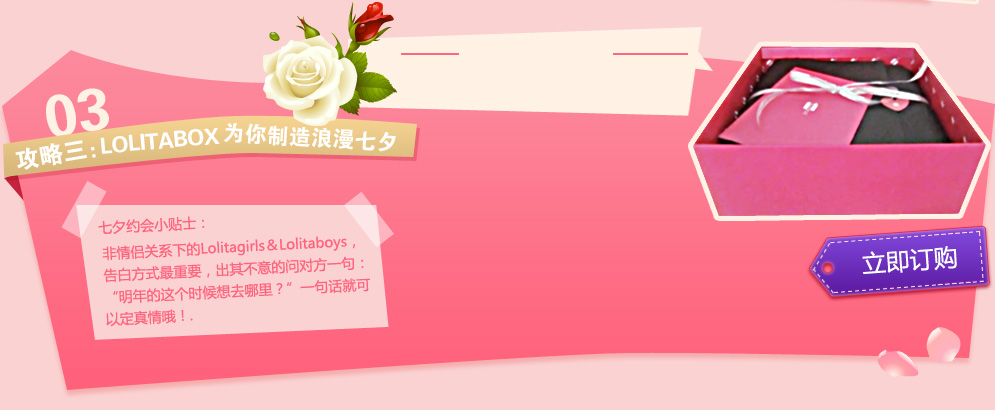 03
攻略三：LOLITABOX 为你制造浪漫七夕
七夕约会小贴士：
非情侣关系下的Lolitagirls＆Lolitaboys，
告白方式最重要，出其不意的问对方一句：
“明年的这个时候想去哪里？”一句话就可
以定真情哦！.
立即订购